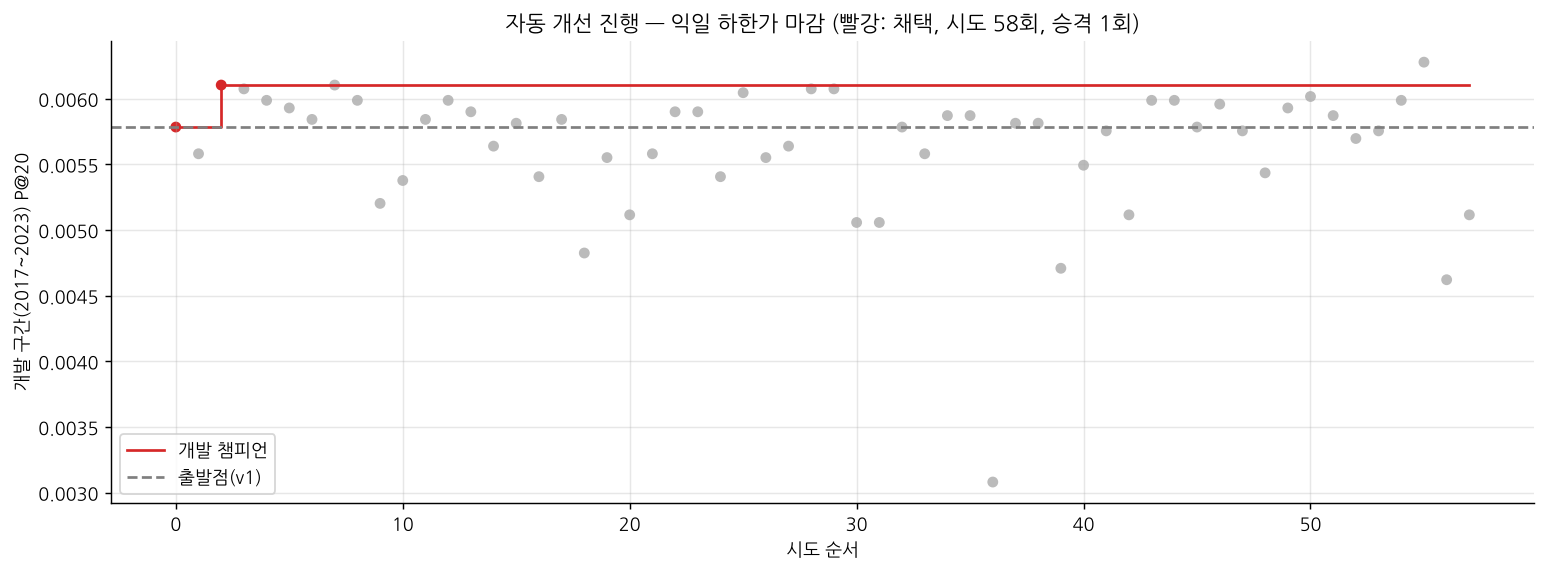 자동 개선 진행 — 익일 하한가 마감 (빨강: 채택, 시도 58회, 승격 1회)
개발 구간(2017~2023) P@20
0.0060
0.0055
0.0050
0.0045
0.0040
0.0035
0.0030
개발 챔피언
출발점(v1)
0 10 20 30 40 50
시도 순서